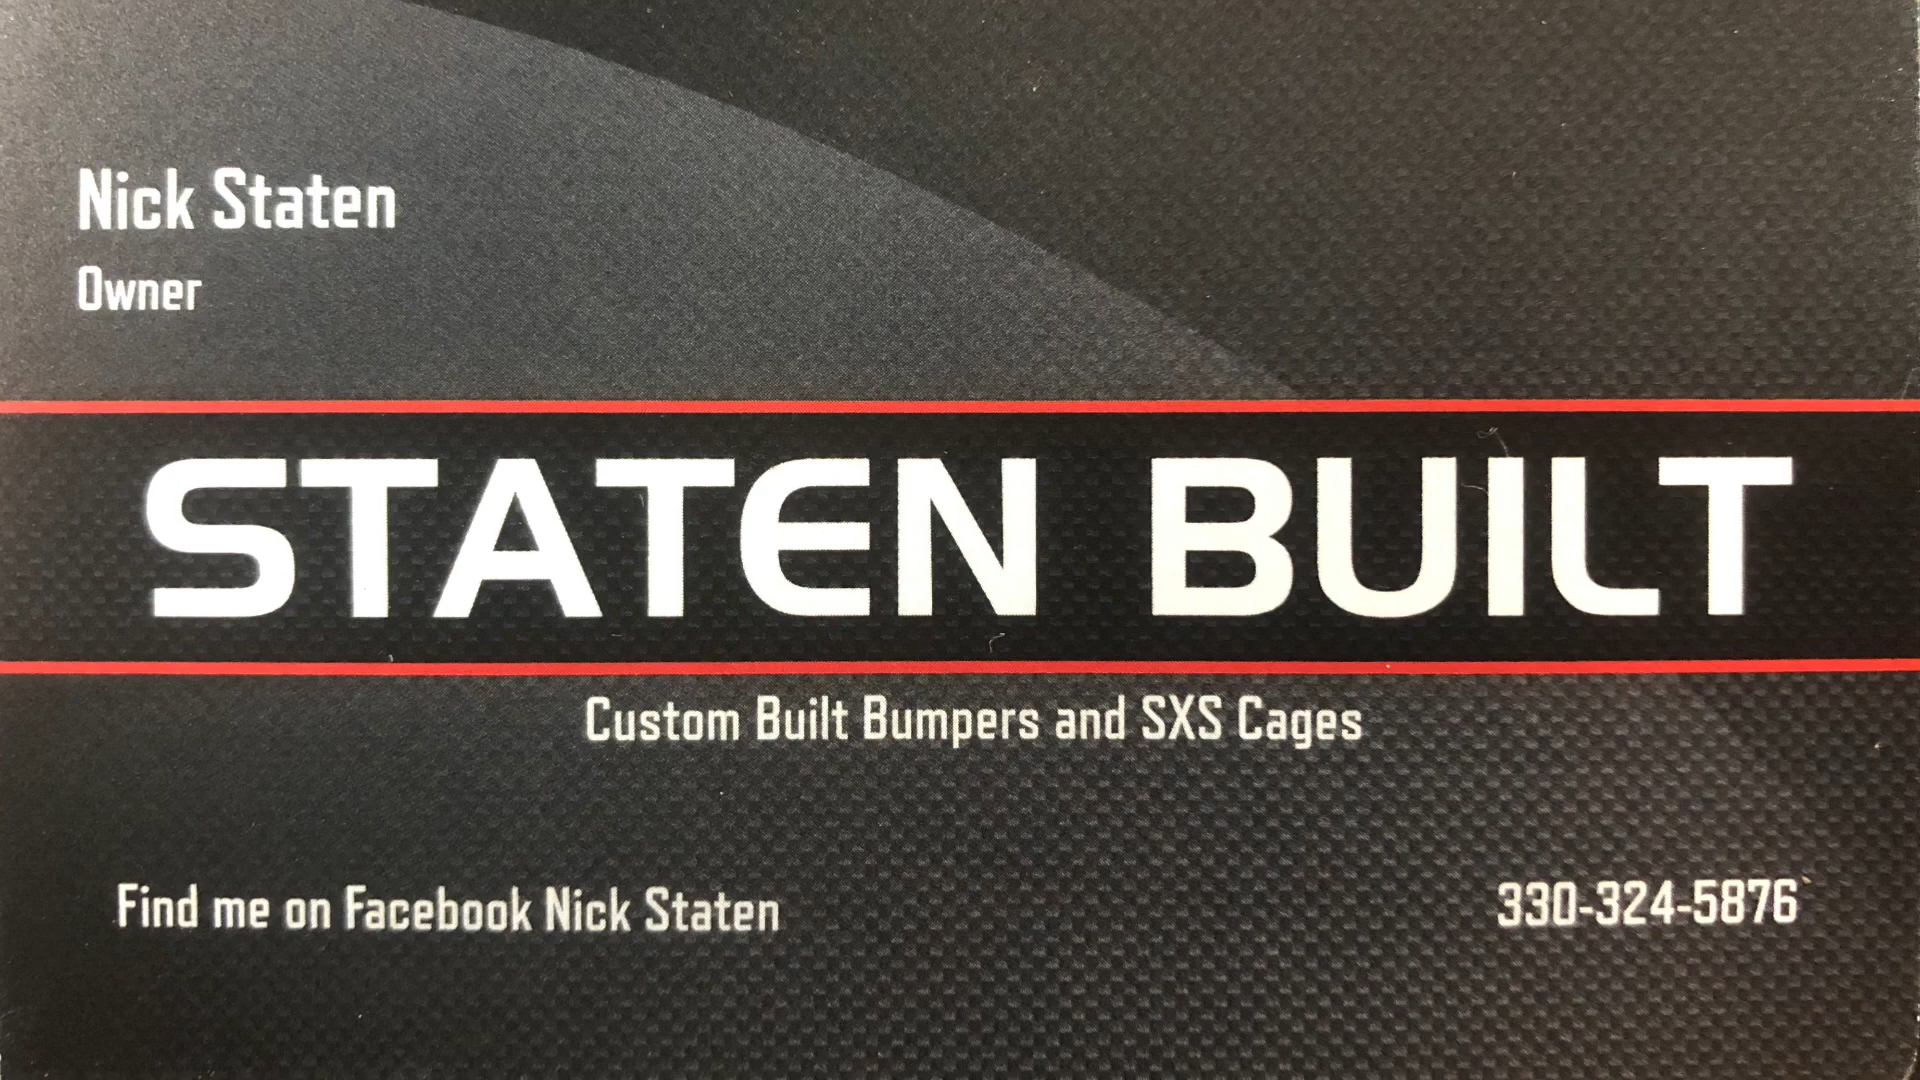 Nick Staten
Owner
STATEN BUILT
Custom Built Bumpers and SXS Cages
Find me on Facebook Nick Staten
330-324-5876